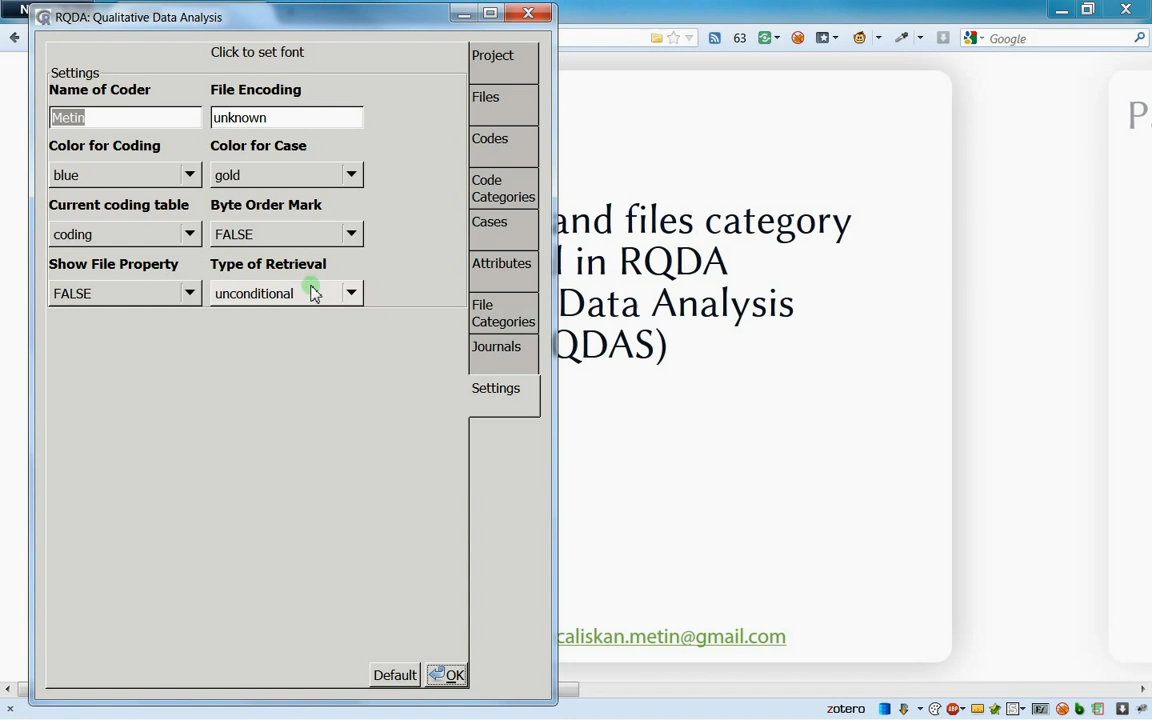 RQDA: Qualitative Data Analysis
63
Google
Click to set font
Settings
Name of Coder
File Encoding
Metin
unknown
Color for Coding
Color for Case
blue
gold
Current coding table
Byte Order Mark
coding
FALSE
Show File Property
Type of Retrieval
FALSE
unconditional
Project
Files
Codes
Code
Categories
Cases
Attributes
File
Categories
Journals
Settings
and files category
in RQDA
Data Analysis
QDAS)
caliskan.metin@gmail.com
Default
OK
zotero